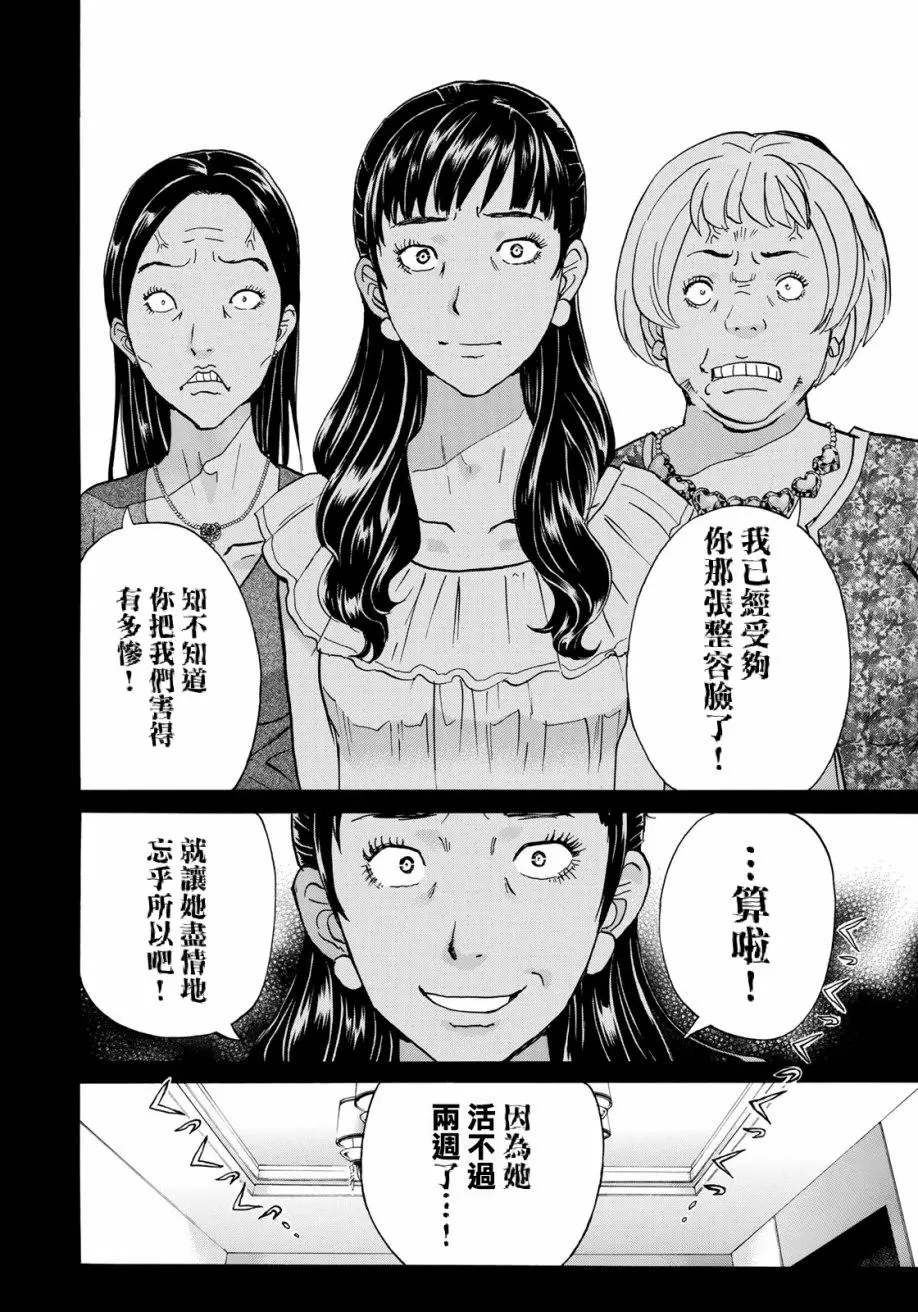 我已經受夠
你那張整容臉了！
知不知道
你把我們害得
有多慘！
…算啦！
就讓她盡情地
忘乎所以吧！
因為她
活不過
兩週了…！